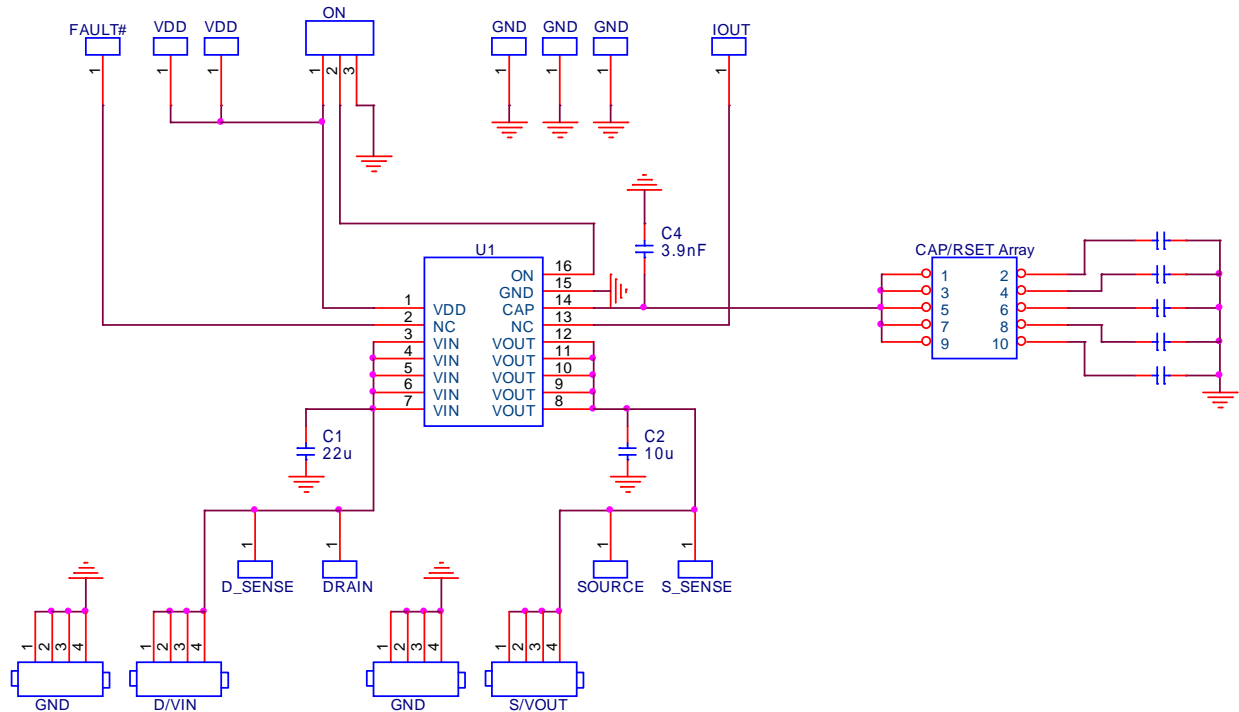 ON
FAULT# VDD VDD GND GND GND IOUT
1 1 1 1 2 3 1 1 1 1
C4
3.9nF
U1
CAP/RSET Array
1 VDD ON 16
2 NC GND 15
3 VIN CAP 14
4 VIN NC 13
5 VIN VOUT 12
6 VIN VOUT 11
7 VIN VOUT 10
VOUT 9
VOUT 8
1 2
3 4
5 6
7 8
9 10
C1
22u
C2
10u
1 1 1 1
D_SENSE DRAIN SOURCE S_SENSE
1 2 3 4 1 2 3 4 1 2 3 4 1 2 3 4
GND D/VIN GND S/VOUT